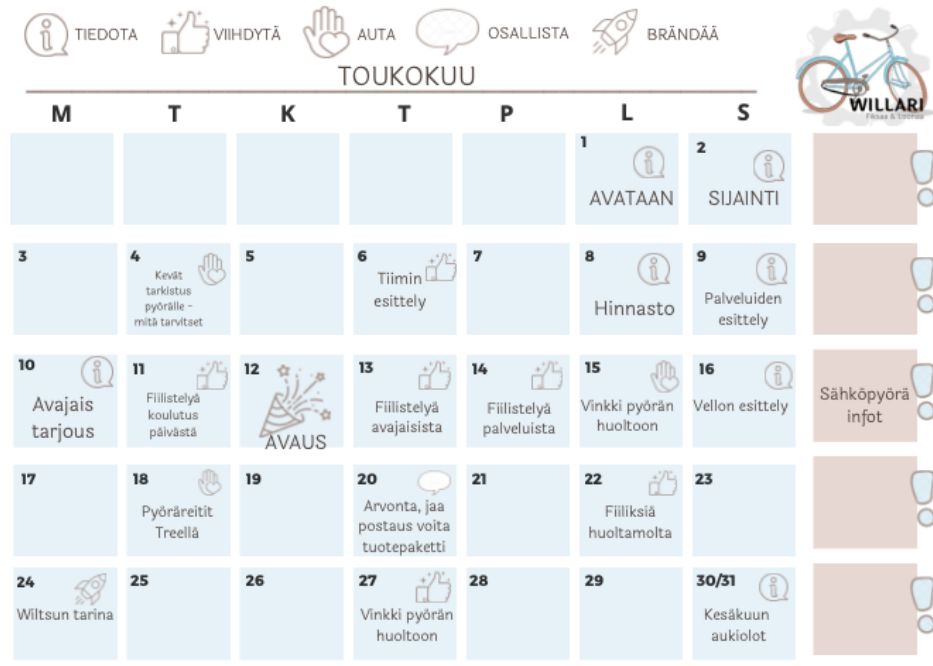 TIEDOTA VIIHDYTÄ AUTA OSALLISTA BRÄNDÄÄ
TOUKOKUU
WILLARI
M T K T P L S
1
AVATAAN
2
SIJAINTI
3
4
Kevät
tarkistus
pyörälle -
mitä tarvitset
5
6
Tiimin
esittely
7
8
Hinnasto
9
Palveluiden
esittely
10
Avajais
tarjous
11
Fiilistelyä
koulutus
päivästä
12
AVAUS
13
Fiilistelyä
avajaisista
14
Fiilistelyä
palveluista
15
Vinkki pyörän
huoltoon
16
Vellon esittely
Sähköpyörä
infot
17
18
Pyöräreitit
Treellä
19
20
Arvonta, jaa
postaus voita
tuotepaketti
21
22
Fiiliksiä
huoltamolta
23
24
Wiltsun tarina
25
26
27
Vinkki pyörän
huoltoon
28
29
30/31
Kesäkuun
aukiolot